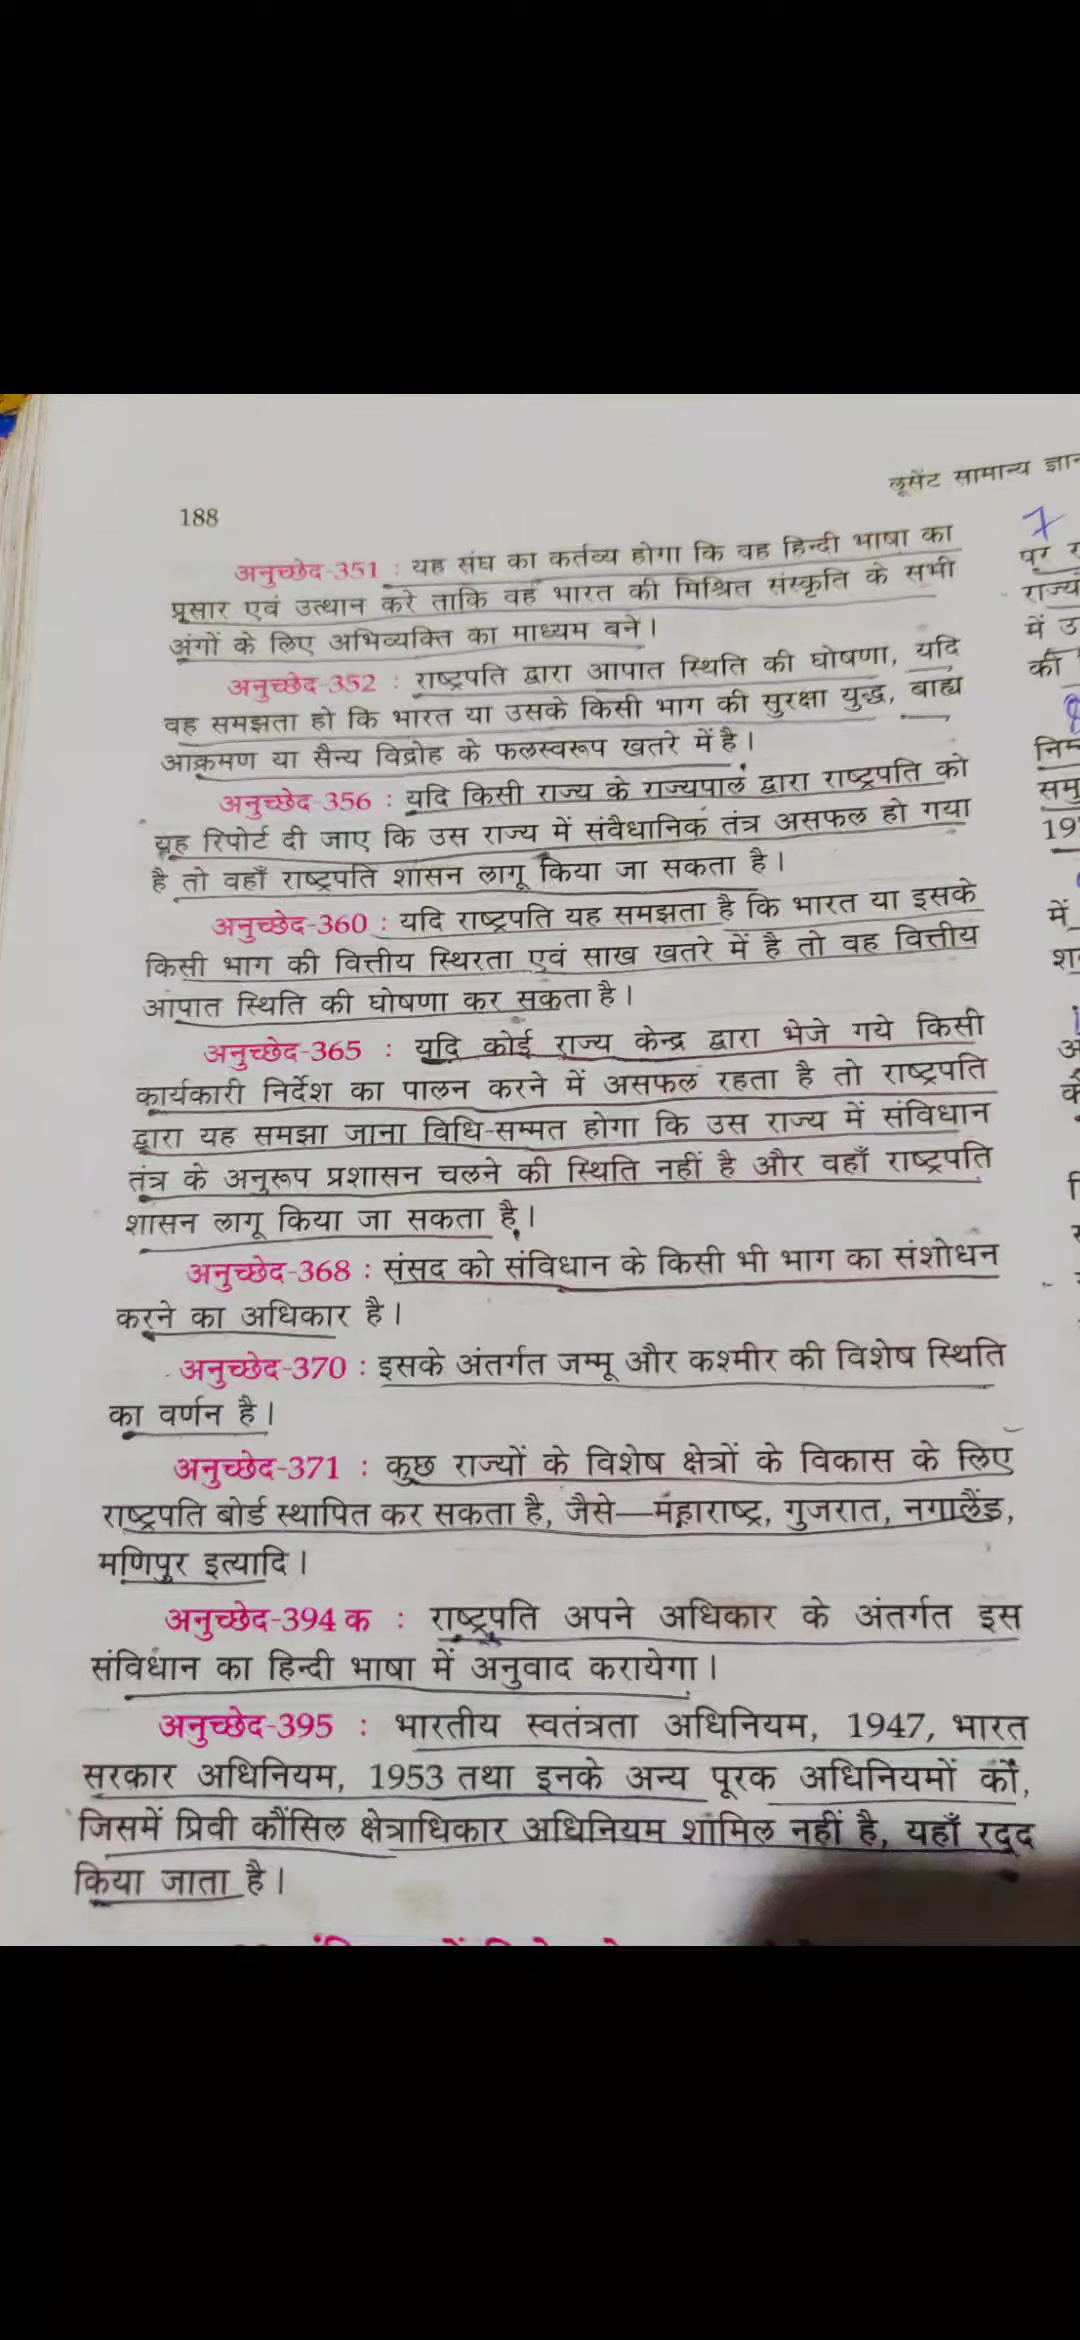 लूसेंट सामान्य ज्ञान
188
अनुच्छेद-351 : यह संघ का कर्तव्य होगा कि वह हिन्दी भाषा का
प्रसार एवं उत्थान करे ताकि वह भारत की मिश्रित संस्कृति के सभी
अंगों के लिए अभिव्यक्ति का माध्यम बने।
अनुच्छेद-352 : राष्ट्रपति द्वारा आपात स्थिति की घोषणा, यदि
वह समझता हो कि भारत या उसके किसी भाग की सुरक्षा युद्ध, बाह्य
आक्रमण या सैन्य विद्रोह के फलस्वरूप खतरे में है।
अनुच्छेद-356 : यदि किसी राज्य के राज्यपाल द्वारा राष्ट्रपति को
यह रिपोर्ट दी जाए कि उस राज्य में संवैधानिक तंत्र असफल हो गया
है तो वहाँ राष्ट्रपति शासन लागू किया जा सकता है।
अनुच्छेद-360 : यदि राष्ट्रपति यह समझता है कि भारत या इसके
किसी भाग की वित्तीय स्थिरता एवं साख खतरे में है तो वह वित्तीय
आपात स्थिति की घोषणा कर सकता है।
अनुच्छेद-365 : यदि कोई राज्य केन्द्र द्वारा भेजे गये किसी
कार्यकारी निर्देश का पालन करने में असफल रहता है तो राष्ट्रपति
द्वारा यह समझा जाना विधि-सम्मत होगा कि उस राज्य में संविधान
तंत्र के अनुरूप प्रशासन चलने की स्थिति नहीं है और वहाँ राष्ट्रपति
शासन लागू किया जा सकता है।
अनुच्छेद-368 : संसद को संविधान के किसी भी भाग का संशोधन
करने का अधिकार है।
अनुच्छेद-370 : इसके अंतर्गत जम्मू और कश्मीर की विशेष स्थिति
का वर्णन है।
अनुच्छेद-371 : कुछ राज्यों के विशेष क्षेत्रों के विकास के लिए
राष्ट्रपति बोर्ड स्थापित कर सकता है, जैसे—महाराष्ट्र, गुजरात, नगालैंड,
मणिपुर इत्यादि।
अनुच्छेद-394 क : राष्ट्रपति अपने अधिकार के अंतर्गत इस
संविधान का हिन्दी भाषा में अनुवाद करायेगा।
अनुच्छेद-395 : भारतीय स्वतंत्रता अधिनियम, 1947, भारत
सरकार अधिनियम, 1953 तथा इनके अन्य पूरक अधिनियमों को,
जिसमें प्रिवी कौंसिल क्षेत्राधिकार अधिनियम शामिल नहीं है, यहाँ रद्द
किया जाता है।
7
पर
में
की
19
में